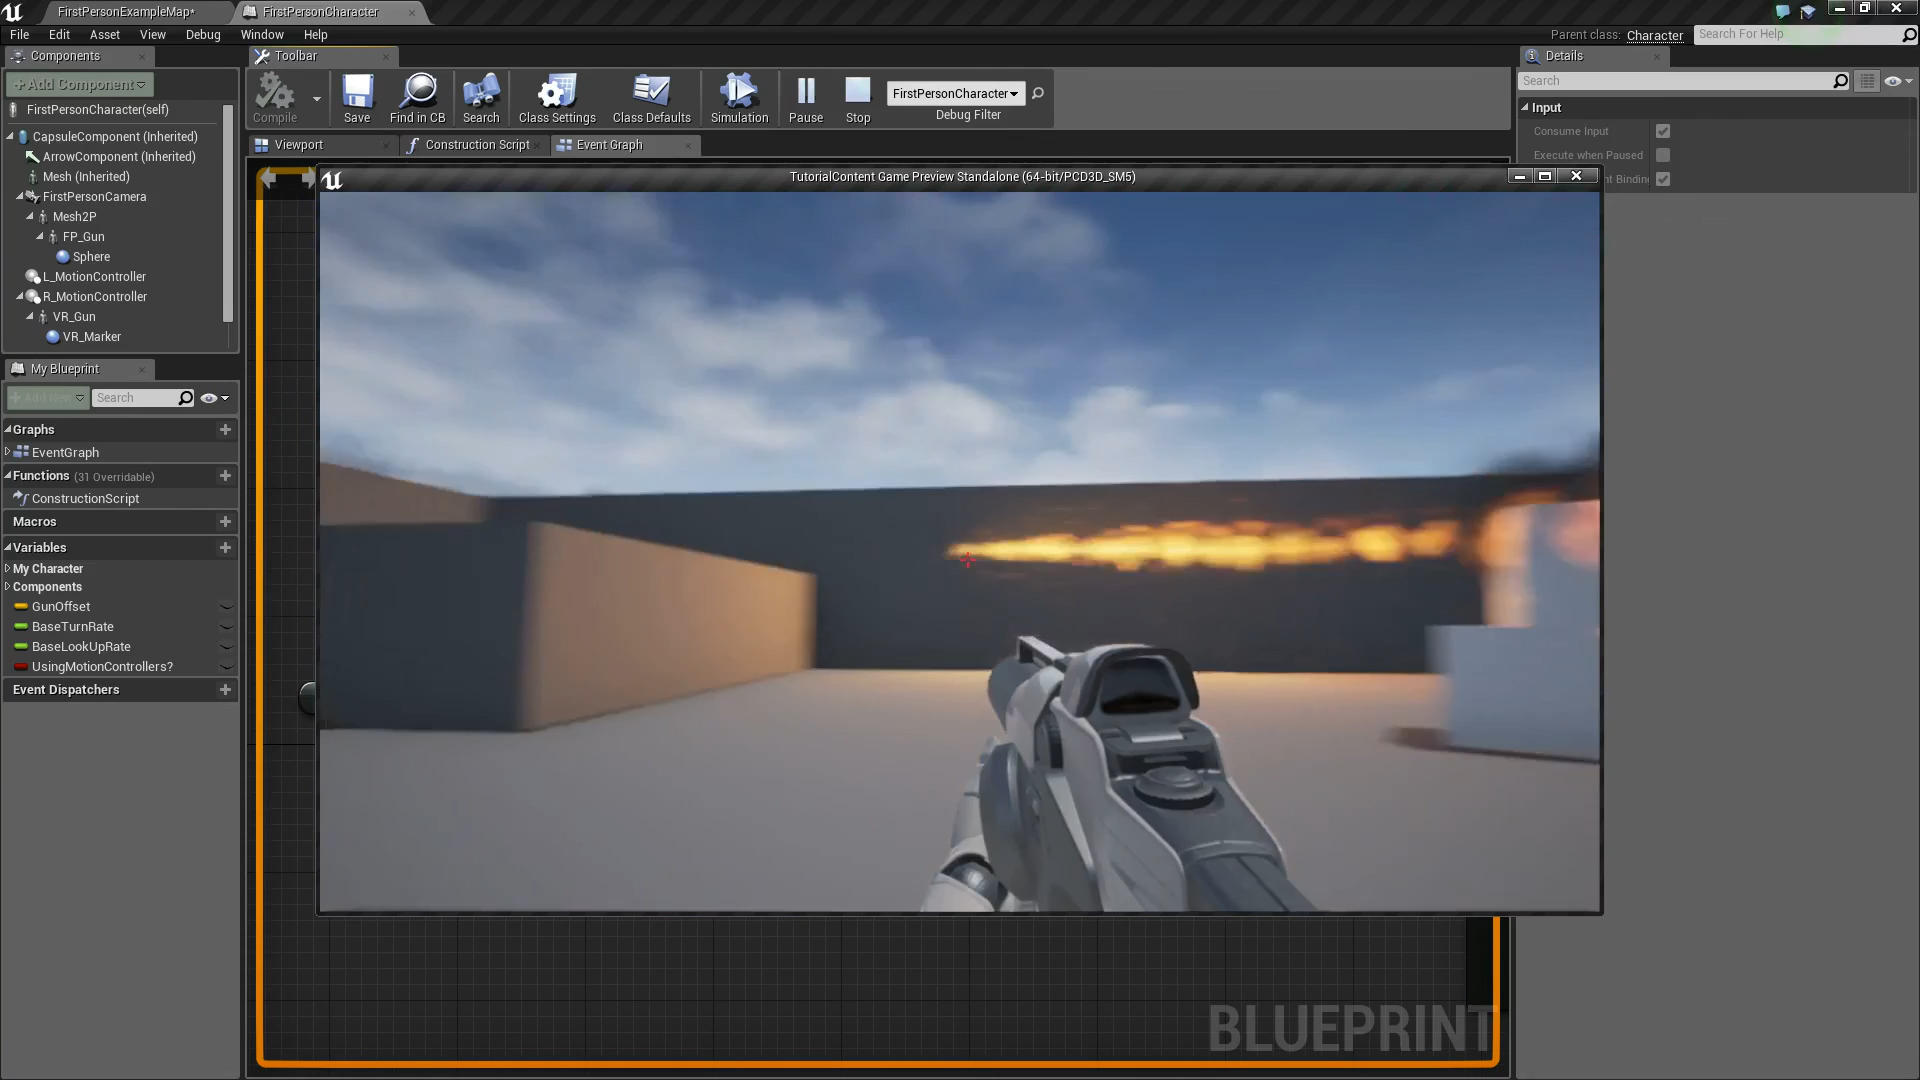 FirstPersonExampleMap*
FirstPersonCharacter
File Edit Asset View Debug Window Help
Parent class: Character
Search For Help
Components
Toolbar
Details
+Add Component
Compile
Save
Find in CB
Search
Class Settings
Class Defaults
Simulation
Pause
Stop
FirstPersonCharacter
Debug Filter
Search
FirstPersonCharacter(self)
Input
CapsuleComponent (Inherited)
Consume Input
Viewport
Construction Script
Event Graph
ArrowComponent (Inherited)
Execute when Paused
Mesh (Inherited)
TutorialContent Game Preview Standalone (64-bit/PCD3D_SM5)
FirstPersonCamera
Mesh2P
FP_Gun
Sphere
L_MotionController
R_MotionController
VR_Gun
VR_Marker
My Blueprint
+ Add New
Search
Graphs
EventGraph
Functions (31 Overridable)
ConstructionScript
Macros
Variables
My Character
Components
GunOffset
BaseTurnRate
BaseLookUpRate
UsingMotionControllers?
Event Dispatchers
BLUEPRINT